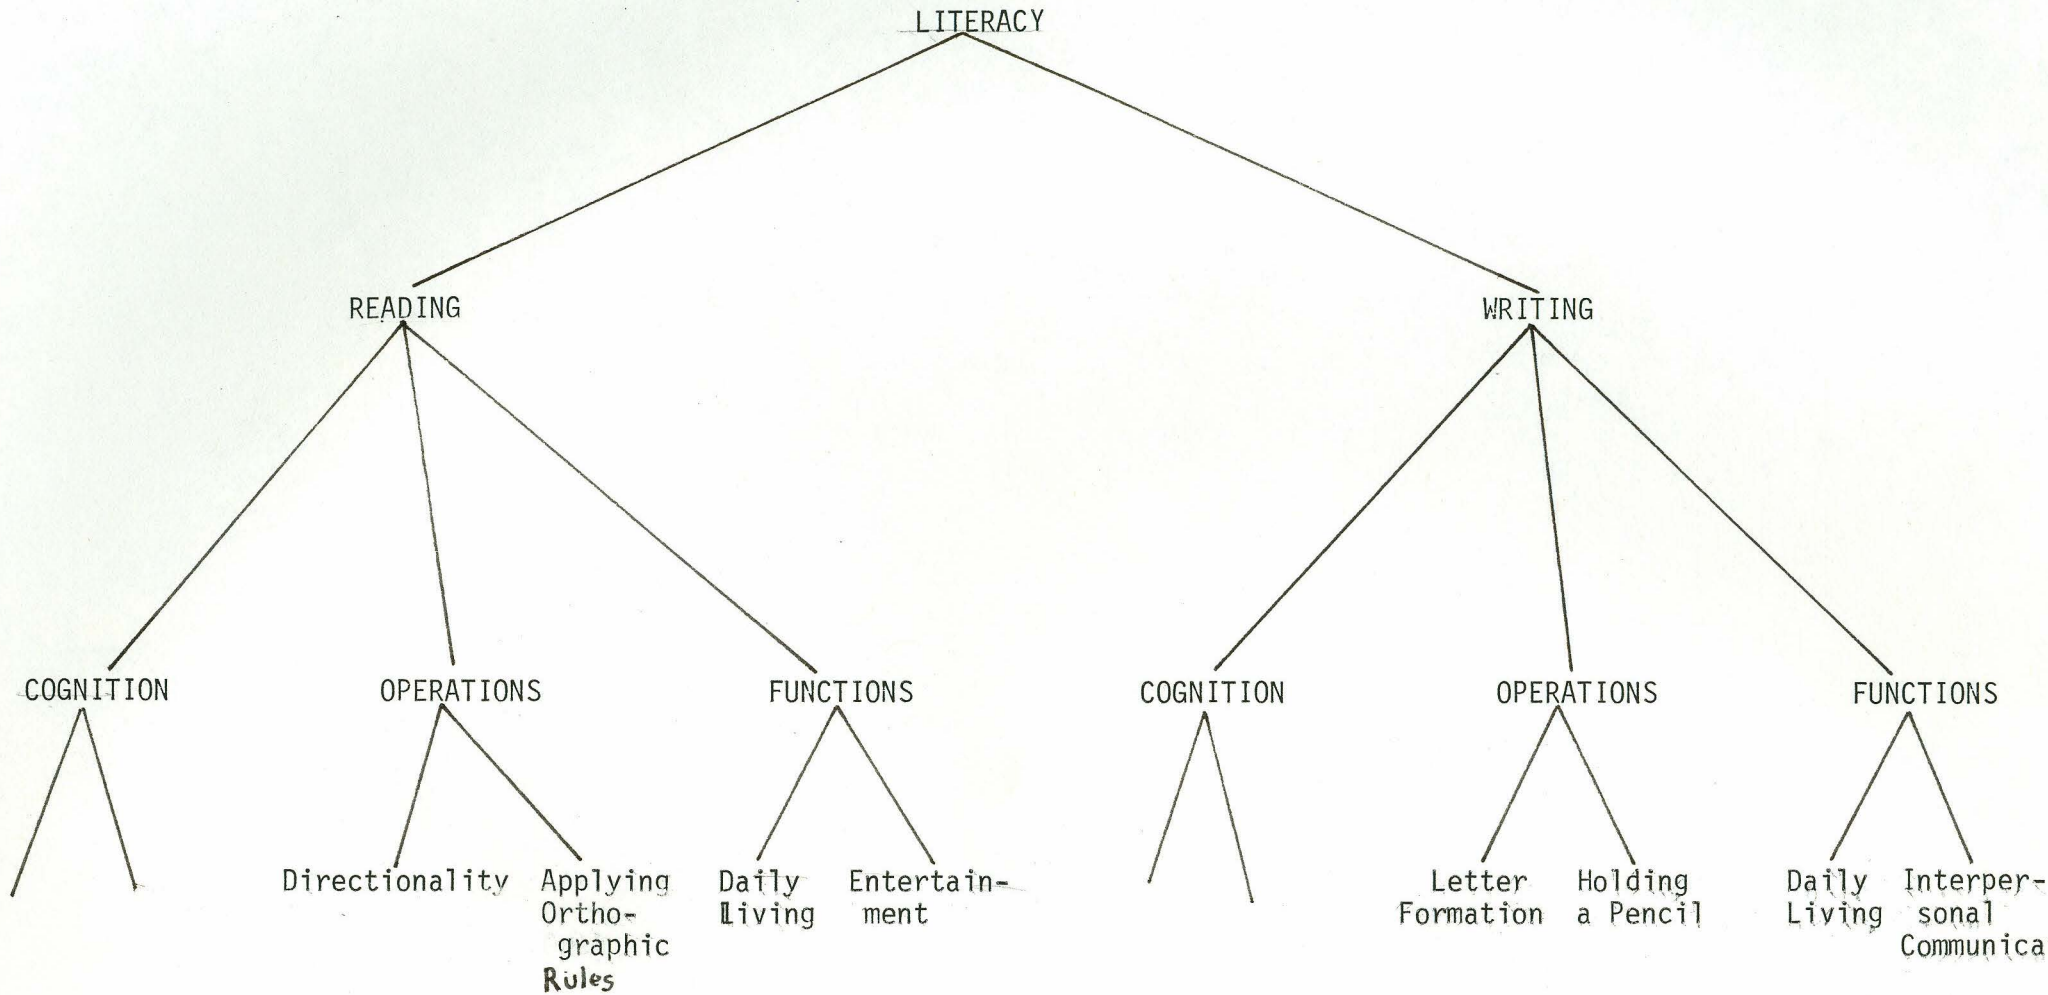 LITERACY
READING
WRITING
COGNITION
OPERATIONS
FUNCTIONS
COGNITION
OPERATIONS
FUNCTIONS
Directionality
Applying
Ortho-
graphic
Rules
Daily
Living
Entertain-
ment
Letter
Formation
Holding
a Pencil
Daily
Living
Interper-
sonal
Communica